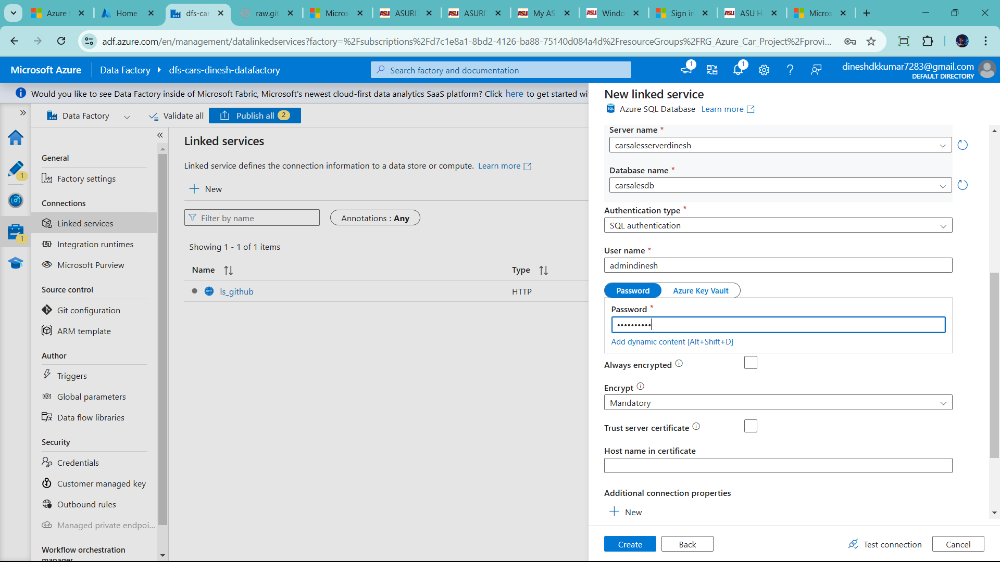 Azure
Home
dfs-car
raw.git
Micros
ASURI
ASURI
My AS
Windo
Sign in
ASU H
Micros
adf.azure.com/en/management/datalinkedservices?factory=%2Fsubscriptions%2Fd7c1e8a1-8bd2-4126-ba88-75140d084a4d%2FresourceGroups%2FRG_Azure_Car_Project%2Fprovi...
Microsoft Azure
Data Factory
dfs-cars-dinesh-datafactory
Search factory and documentation
1
1
dineshdkkumar7283@gmail.com
DEFAULT DIRECTORY
Would you like to see Data Factory inside of Microsoft Fabric, Microsoft's newest cloud-first data analytics SaaS platform? Click here to get started wi
Data Factory
Validate all
Publish all 2
1
1
General
Factory settings
Connections
Linked services
Integration runtimes
Microsoft Purview
Source control
Git configuration
ARM template
Author
Triggers
Global parameters
Data flow libraries
Security
Credentials
Customer managed key
Outbound rules
Managed private endpoi...
Workflow orchestration
manager
Linked services
Linked service defines the connection information to a data store or compute. Learn more
New
Filter by name
Annotations : Any
Showing 1 - 1 of 1 items
Name
Type
HTTP
ls_github
HTTP
New linked service
SQL
Azure SQL Database Learn more
Server name *
carsalesserverdinesh
Database name *
carsalesdb
Authentication type *
SQL authentication
User name *
admindinesh
Password
Azure Key Vault
Password *
••••••••••
Add dynamic content [Alt+Shift+D]
Always encrypted
Encrypt
Mandatory
Trust server certificate
Host name in certificate
Additional connection properties
New
Create
Back
Test connection
Cancel